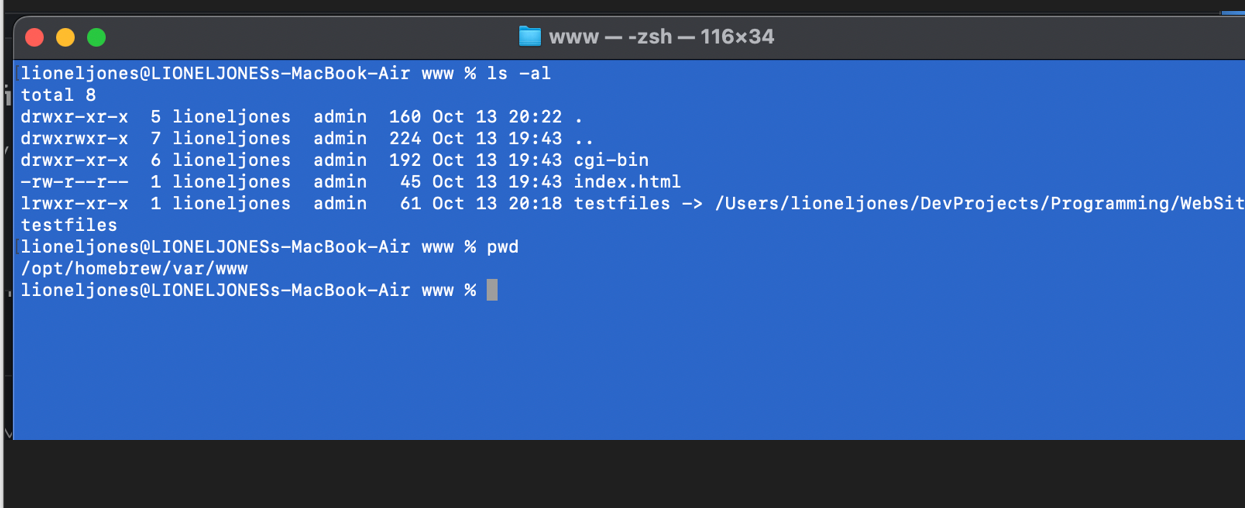 www — -zsh — 116×34
lioneljones@LIONELJONESs-MacBook-Air www % ls -al
total 8
drwxr-xr-x  5 lioneljones  admin  160 Oct 13 20:22 .
drwxrwxr-x  7 lioneljones  admin  224 Oct 13 19:43 ..
drwxr-xr-x  6 lioneljones  admin  192 Oct 13 19:43 cgi-bin
-rw-r--r--  1 lioneljones  admin   45 Oct 13 19:43 index.html
lrwxr-xr-x  1 lioneljones  admin   61 Oct 13 20:18 testfiles -> /Users/lioneljones/DevProjects/Programming/WebSit
testfiles
lioneljones@LIONELJONESs-MacBook-Air www % pwd
/opt/homebrew/var/www
lioneljones@LIONELJONESs-MacBook-Air www %